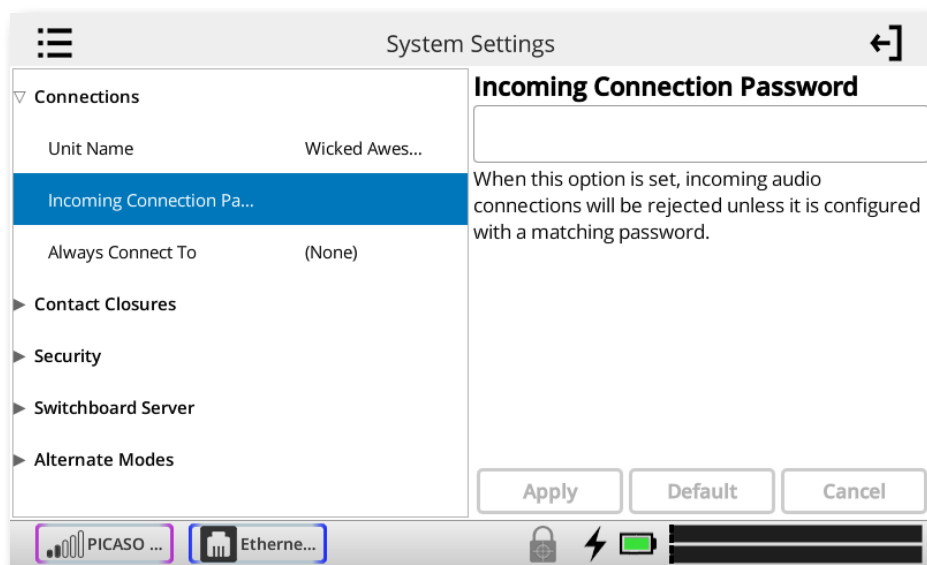 System Settings
Connections
Unit Name Wicked Awes...
Incoming Connection Pa...
Always Connect To (None)
Contact Closures
Security
Switchboard Server
Alternate Modes
Incoming Connection Password
When this option is set, incoming audio
connections will be rejected unless it is configured
with a matching password.
Apply Default Cancel
PICASO ... Etherne...